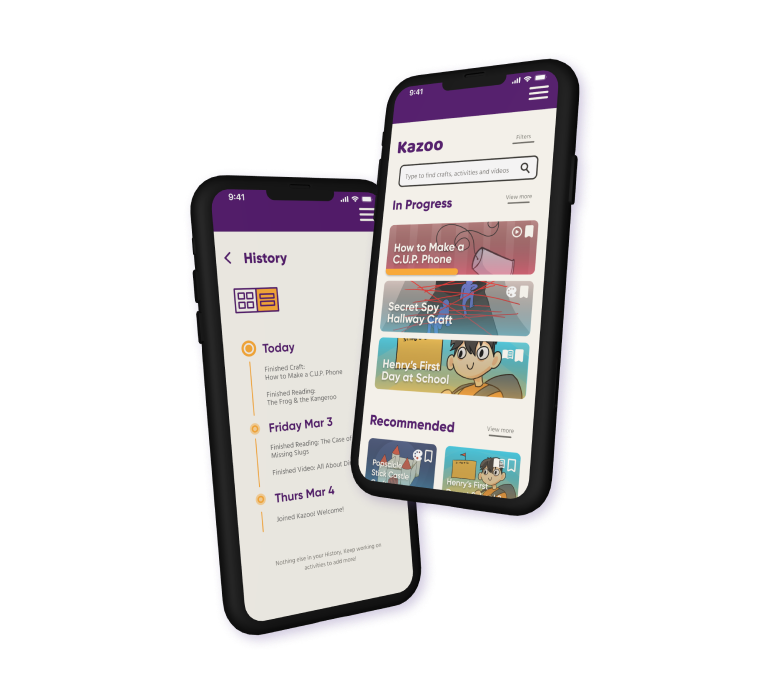 9:41
History
Today
Finished Craft:
How to Make a C.U.P. Phone
Finished Reading:
The Frog & the Kangeroo
Friday Mar 3
Finished Reading: The Case of
Missing Slugs
Finished Video: All About
Thurs Mar 4
Joined Kazoo! Welcome!
Nothing else in your History, Keep working on
activities to add more!
9:41
Kazoo
Filters
Type to find crafts, activities and videos
In Progress
View more
How to Make a
C.U.P. Phone
Secret Spy
Hallway Craft
Henry's First
Day at School
Recommended
View more
Popsicle
Stick Castle
Henry's First